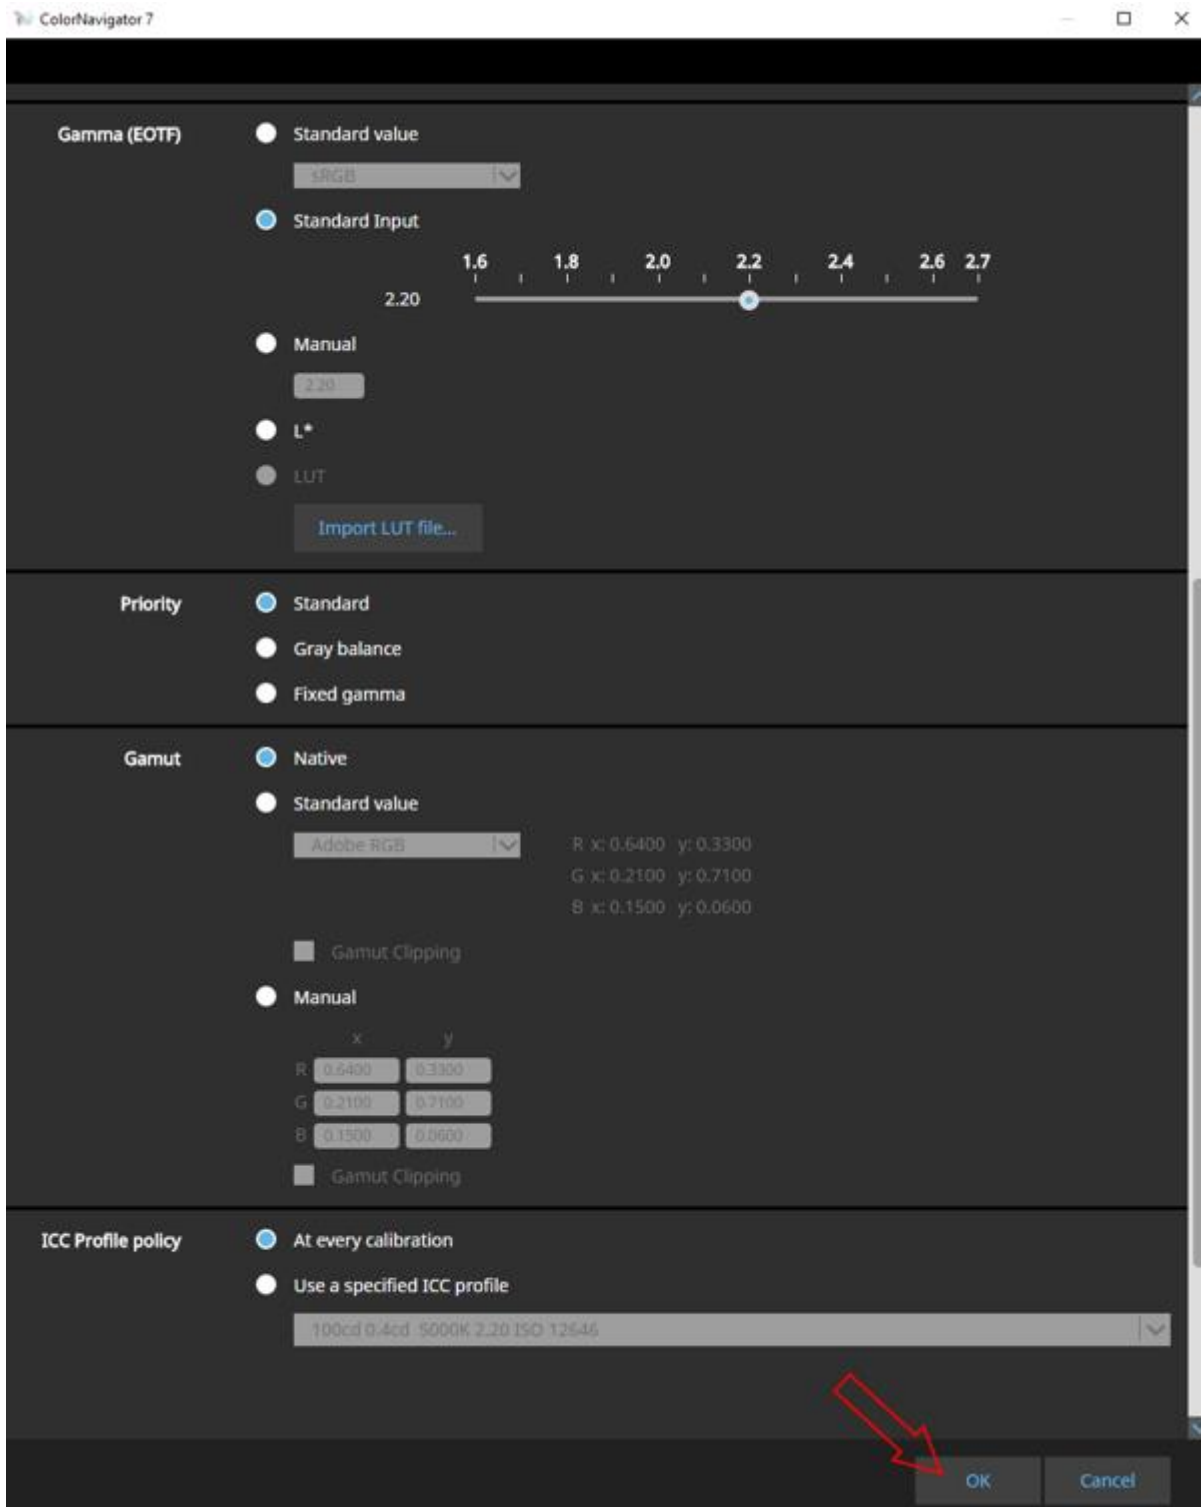 ColorNavigator 7
Gamma (EOTF)
Standard value
sRGB
Standard Input
1.6 1.8 2.0 2.2 2.4 2.6 2.7
2.20
Manual
2.20
L*
LUT
Import LUT file...
Priority
Standard
Gray balance
Fixed gamma
Gamut
Native
Standard value
Adobe RGB R x: 0.6400 y: 0.3300
G x: 0.2100 y: 0.7100
B x: 0.1500 y: 0.0600
Gamut Clipping
Manual
x y
R 0.6400 0.3300
G 0.2100 0.7100
B 0.1500 0.0600
Gamut Clipping
ICC Profile policy
At every calibration
Use a specified ICC profile
100cd 0.4cd 5000K 2.20 ISO 12646
OK Cancel